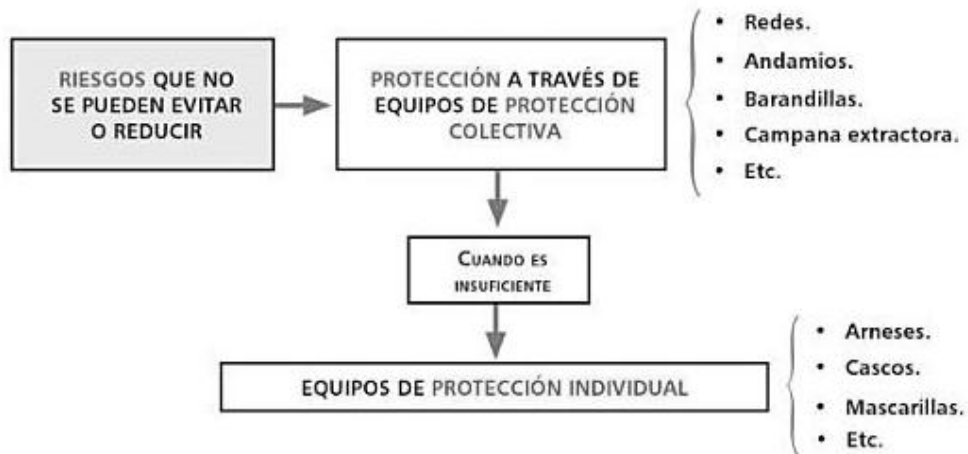 RIESGOS QUE NO
SE PUEDEN EVITAR
O REDUCIR
PROTECCIÓN A TRAVÉS DE
EQUIPOS DE PROTECCIÓN
COLECTIVA
• Redes.
• Andamios.
• Barandillas.
• Campana extractora.
• Etc.
CUANDO ES
INSUFICIENTE
EQUIPOS DE PROTECCIÓN INDIVIDUAL
• Arneses.
• Cascos.
• Mascarillas.
• Etc.